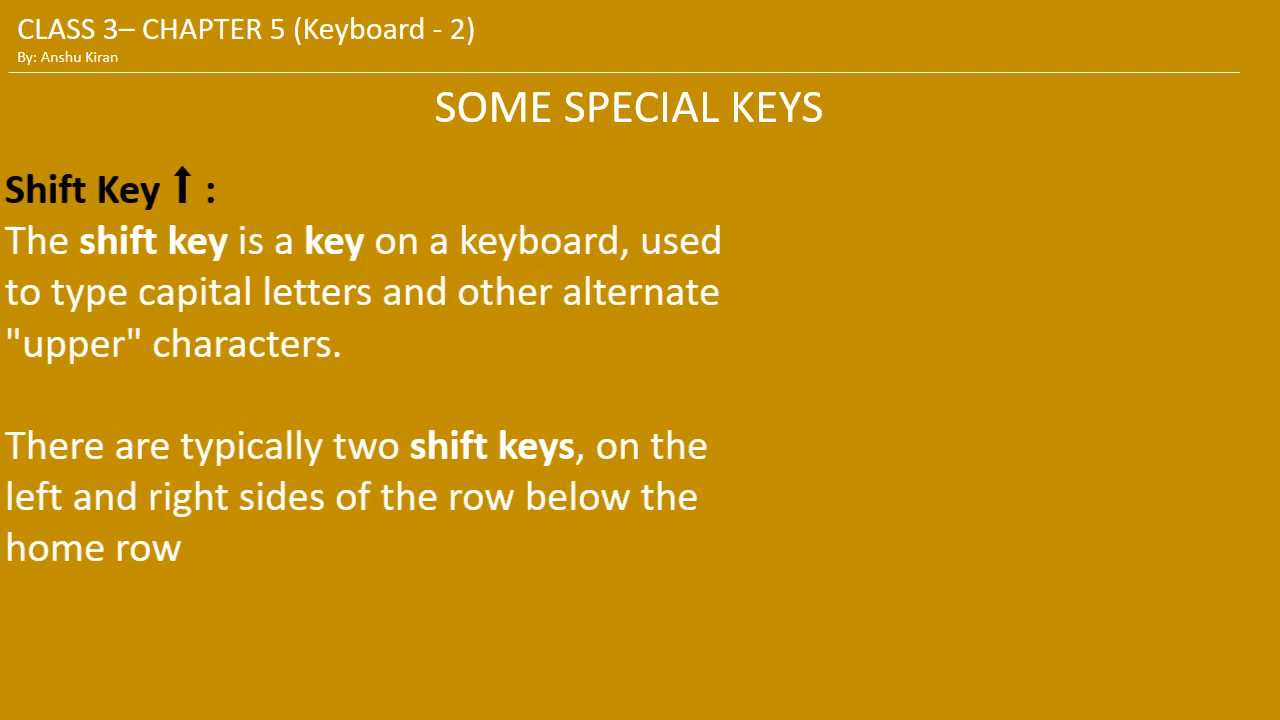 CLASS 3– CHAPTER 5 (Keyboard - 2)
By: Anshu Kiran
SOME SPECIAL KEYS
Shift Key ⬆ :
The shift key is a key on a keyboard, used
to type capital letters and other alternate
"upper" characters.
There are typically two shift keys, on the
left and right sides of the row below the
home row